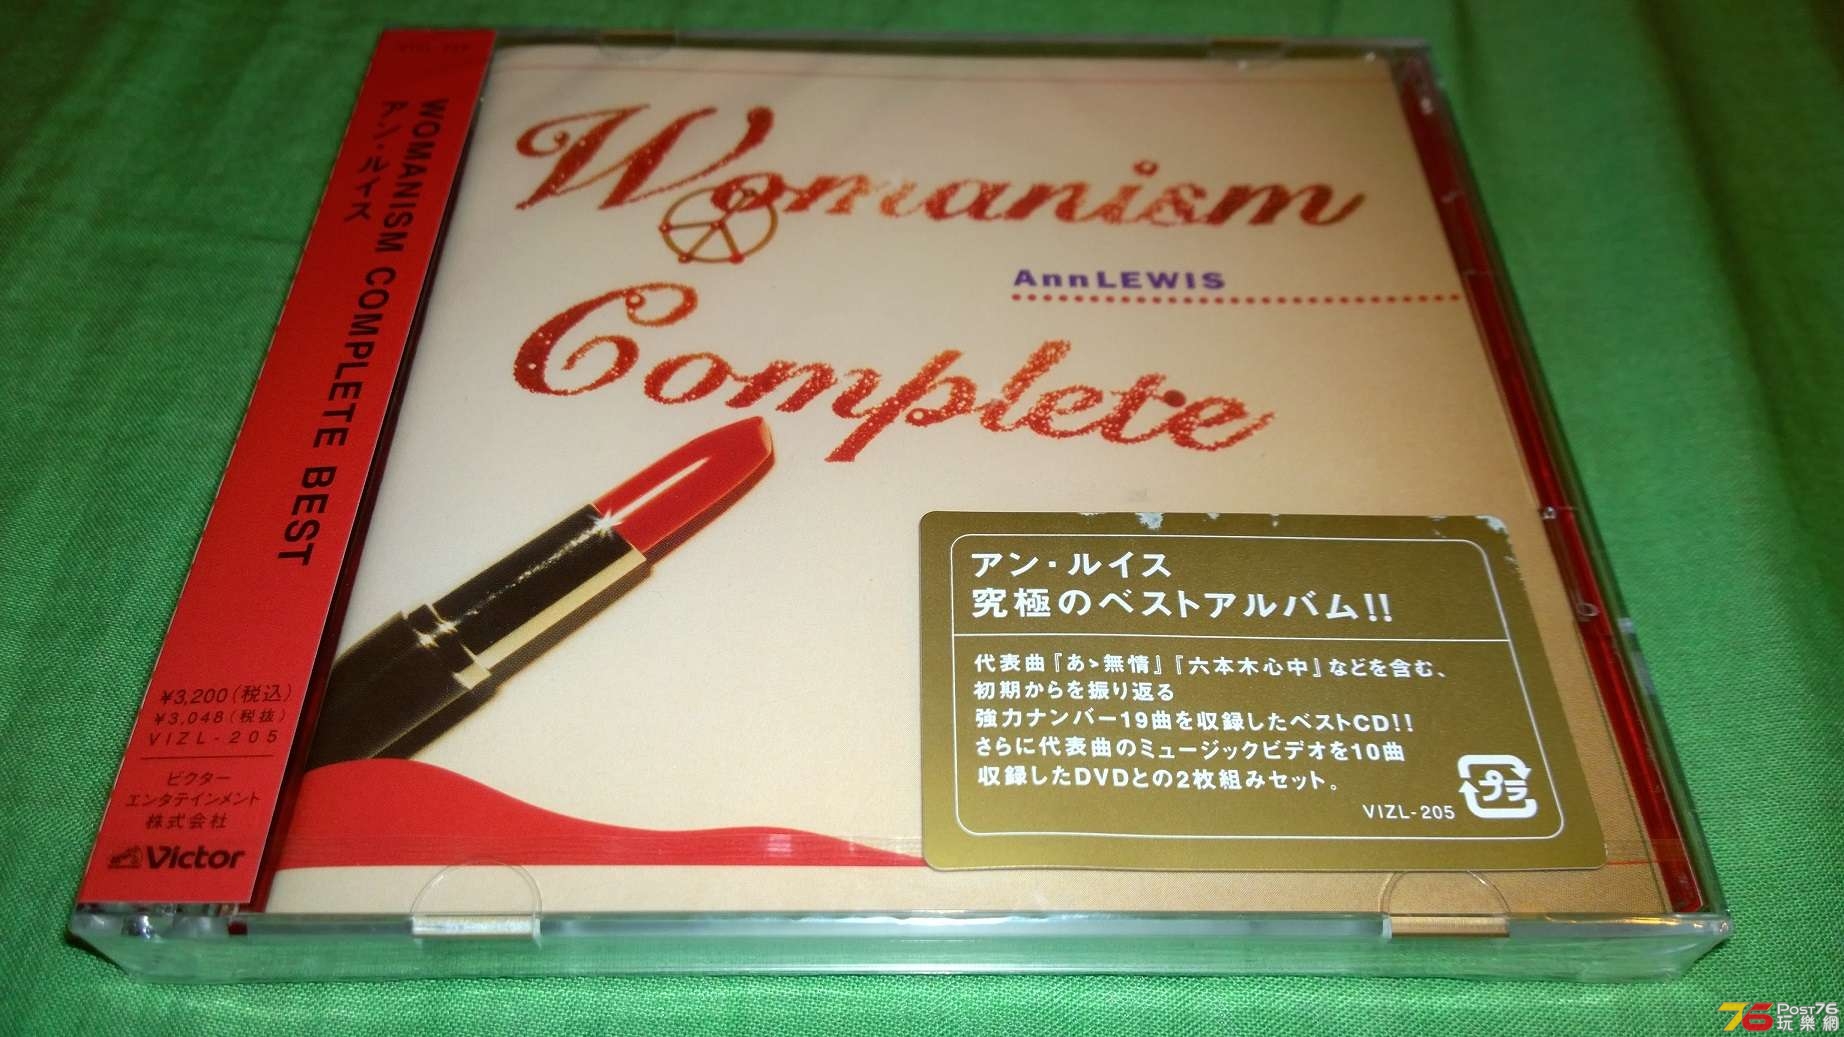 WOMANISM COMPLETE BEST
アン・ルイス
¥3,200(税込)
¥3,048(税抜)
VIZL-205
ビクター
エンタテインメント
株式会社
Victor
Womanism
AnnLEWIS
Complete
アン・ルイス
究極のベストアルバム!!
代表曲『あゝ無情』『六本木心中』などを含む、
初期からを振り返る
強力ナンバー19曲を収録したベストCD!!
さらに代表曲のミュージックビデオを10曲
収録したDVDとの2枚組みセット。
プラ
VIZL-205
76 Post76
玩樂網